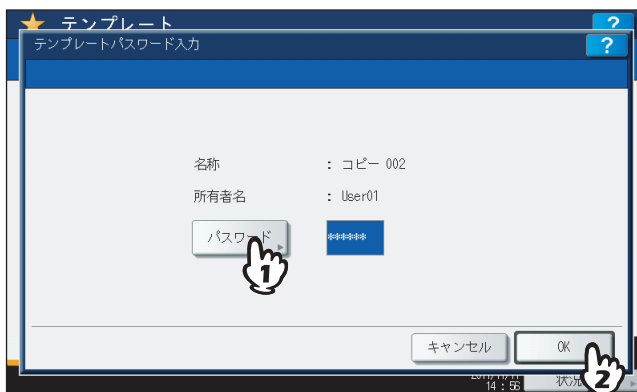 テンプレート
?
テンプレートパスワード入力
?
名称 : コピー 002
所有者名 : User01
パスワード ******
1
キャンセル OK
2
14:56 状況